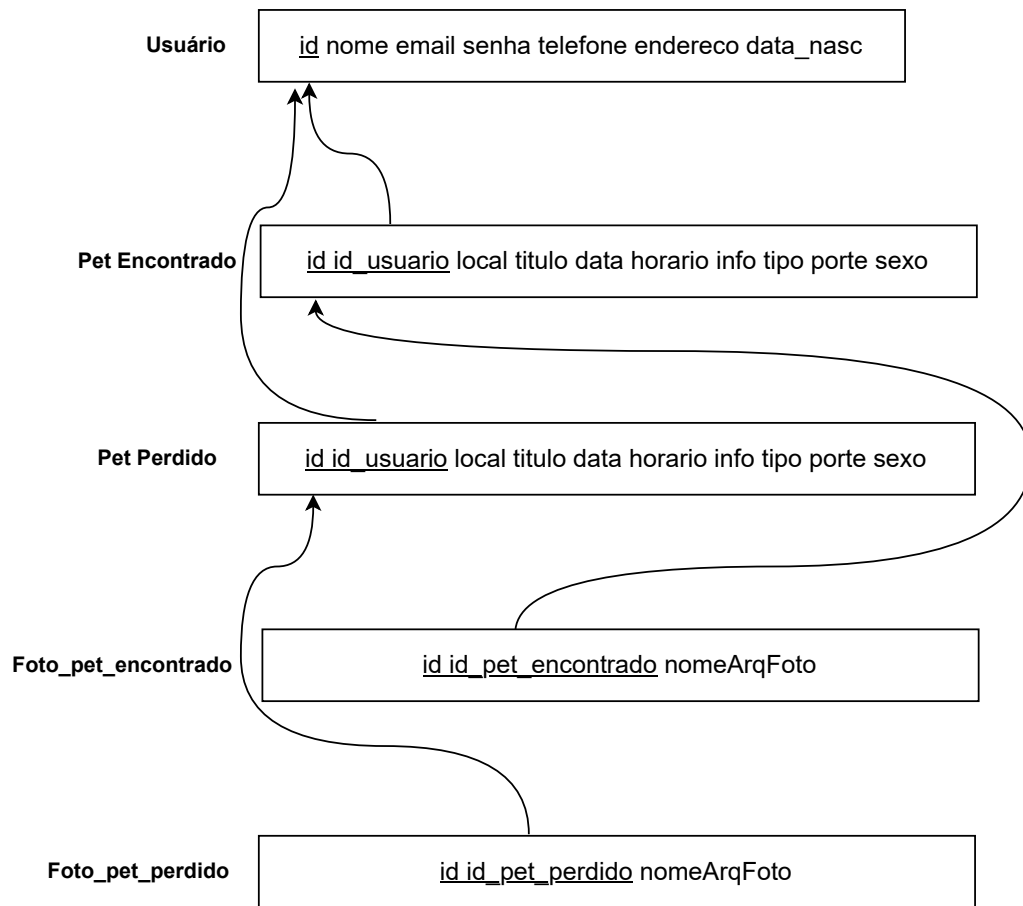 Usuário
id nome email senha telefone endereco data_nasc
Pet Encontrado
id id_usuario local titulo data horario info tipo porte sexo
Pet Perdido
id id_usuario local titulo data horario info tipo porte sexo
Foto_pet_encontrado
id id_pet_encontrado nomeArqFoto
Foto_pet_perdido
id id_pet_perdido nomeArqFoto